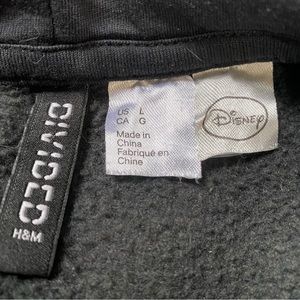 DIVIDED
H&M
US L
CA G
Made in
China
Fabriqué en
Chine
Disney